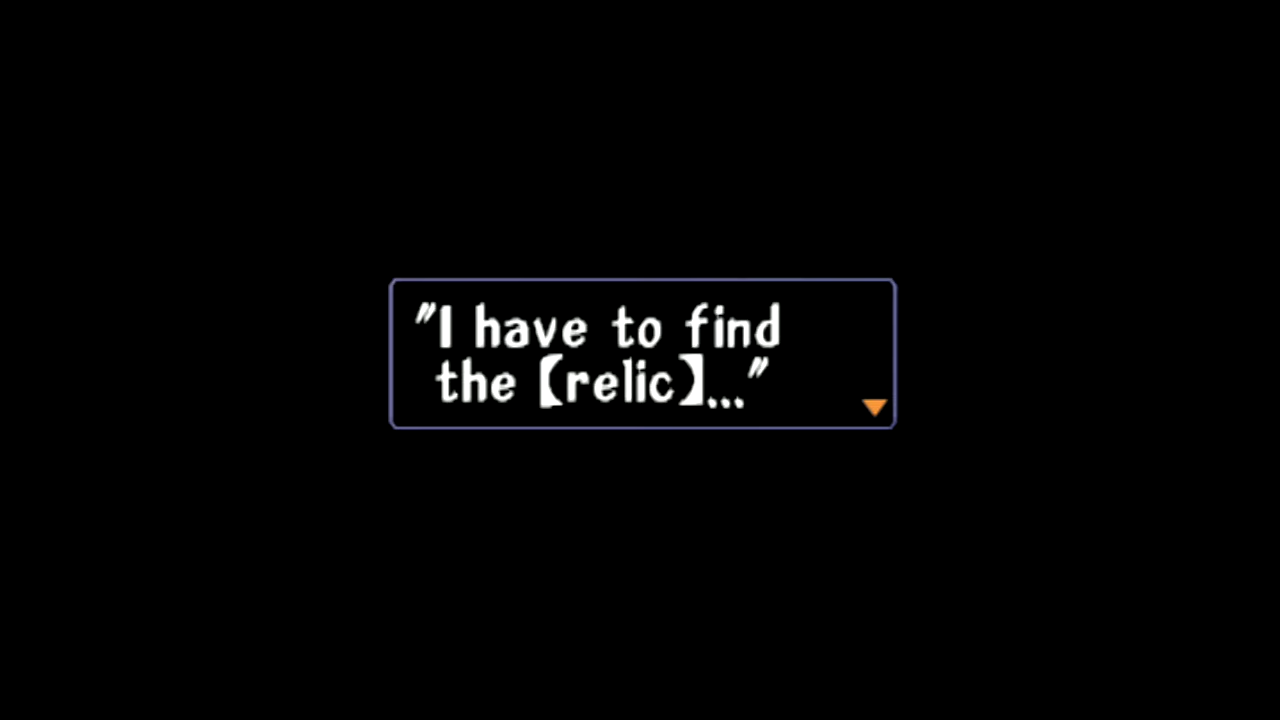 "I have to find
the【relic】..."